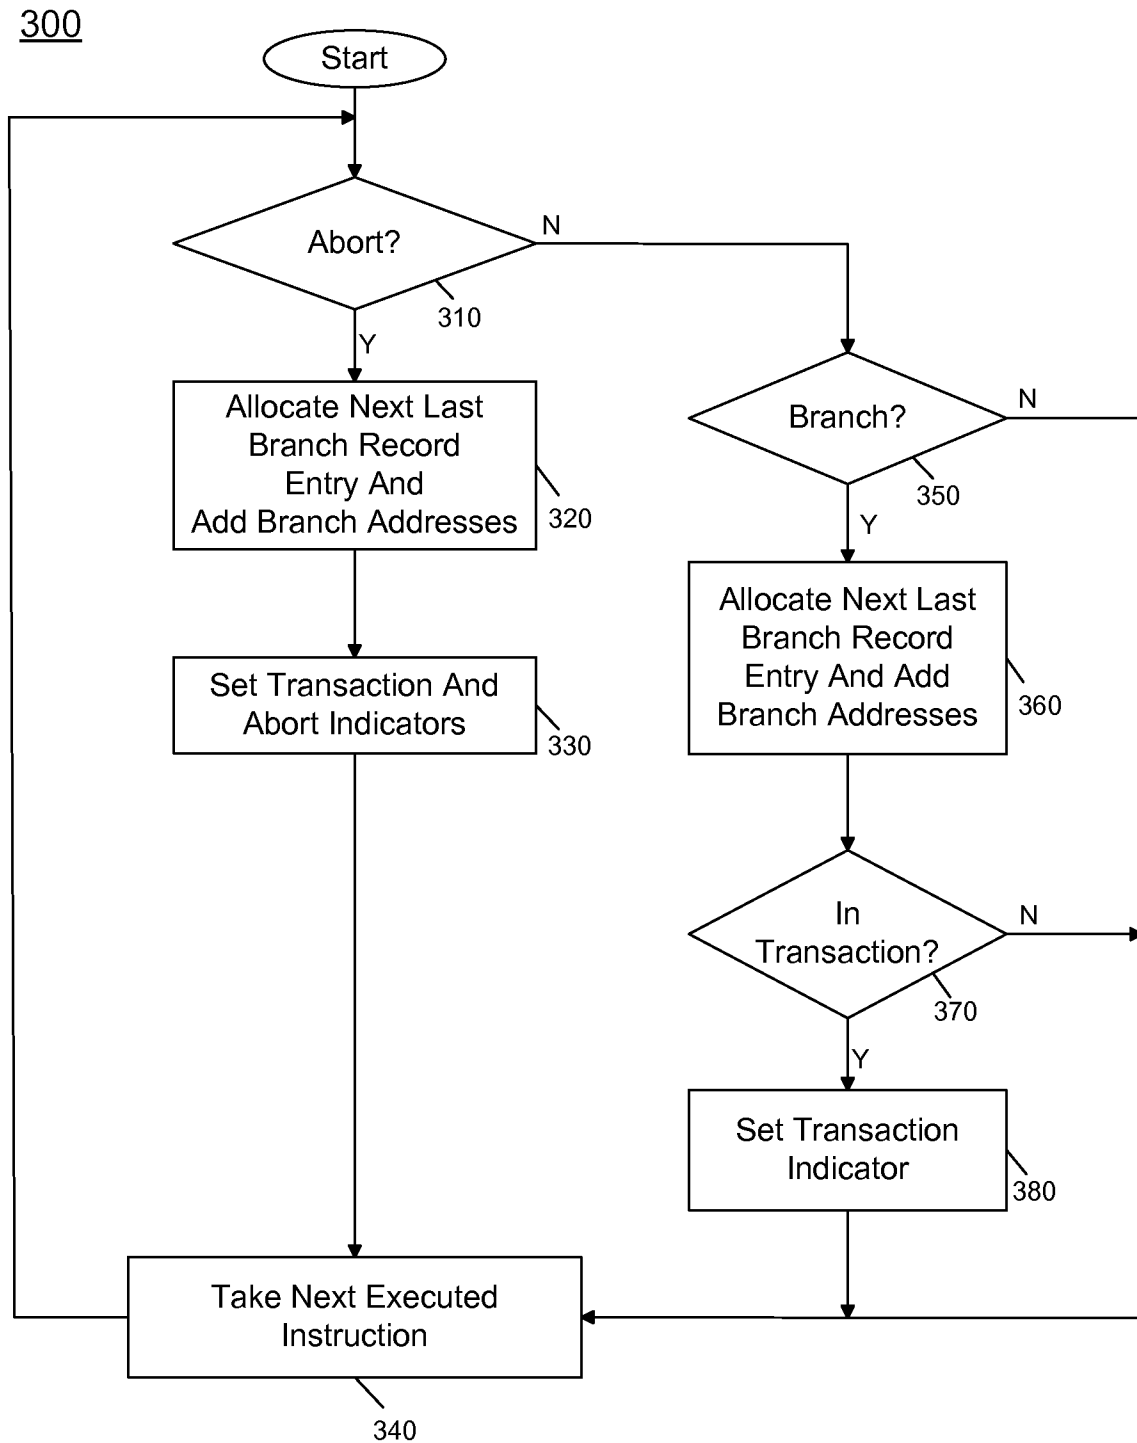 300
Start
Abort?
N
310
Y
Allocate Next Last
Branch Record
Entry And
Add Branch Addresses
320
Set Transaction And
Abort Indicators
330
Branch?
N
350
Y
Allocate Next Last
Branch Record
Entry And Add
Branch Addresses
360
In
Transaction?
N
370
Y
Set Transaction
Indicator
380
Take Next Executed
Instruction
340